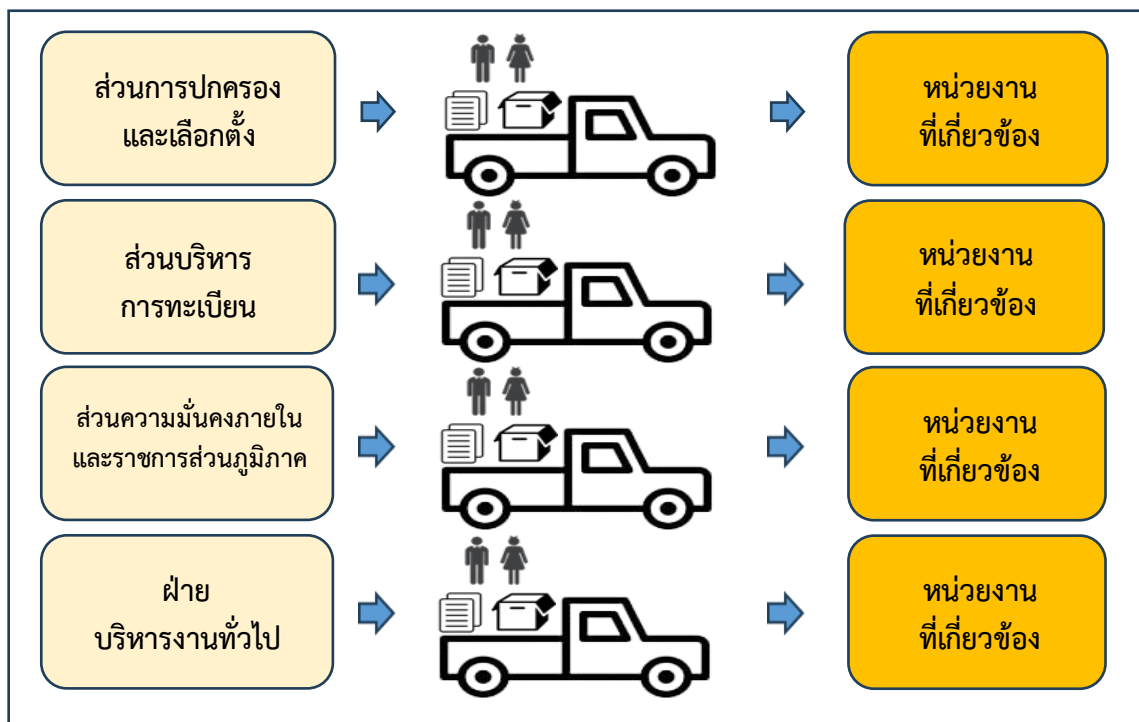 ส่วนการปกครอง
และเลือกตั้ง
หน่วยงาน
ที่เกี่ยวข้อง
ส่วนบริหาร
การทะเบียน
หน่วยงาน
ที่เกี่ยวข้อง
ส่วนความมั่นคงภายใน
และราชการส่วนภูมิภาค
หน่วยงาน
ที่เกี่ยวข้อง
ฝ่าย
บริหารงานทั่วไป
หน่วยงาน
ที่เกี่ยวข้อง